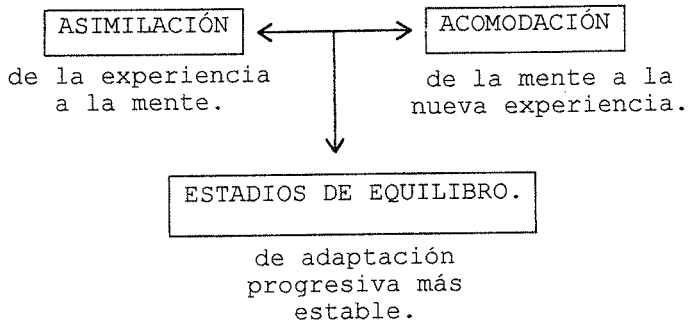 ASIMILACIÓN
de la experiencia
a la mente.
ACOMODACIÓN
de la mente a la
nueva experiencia.
ESTADIOS DE EQUILIBRO.
de adaptación
progresiva más
estable.